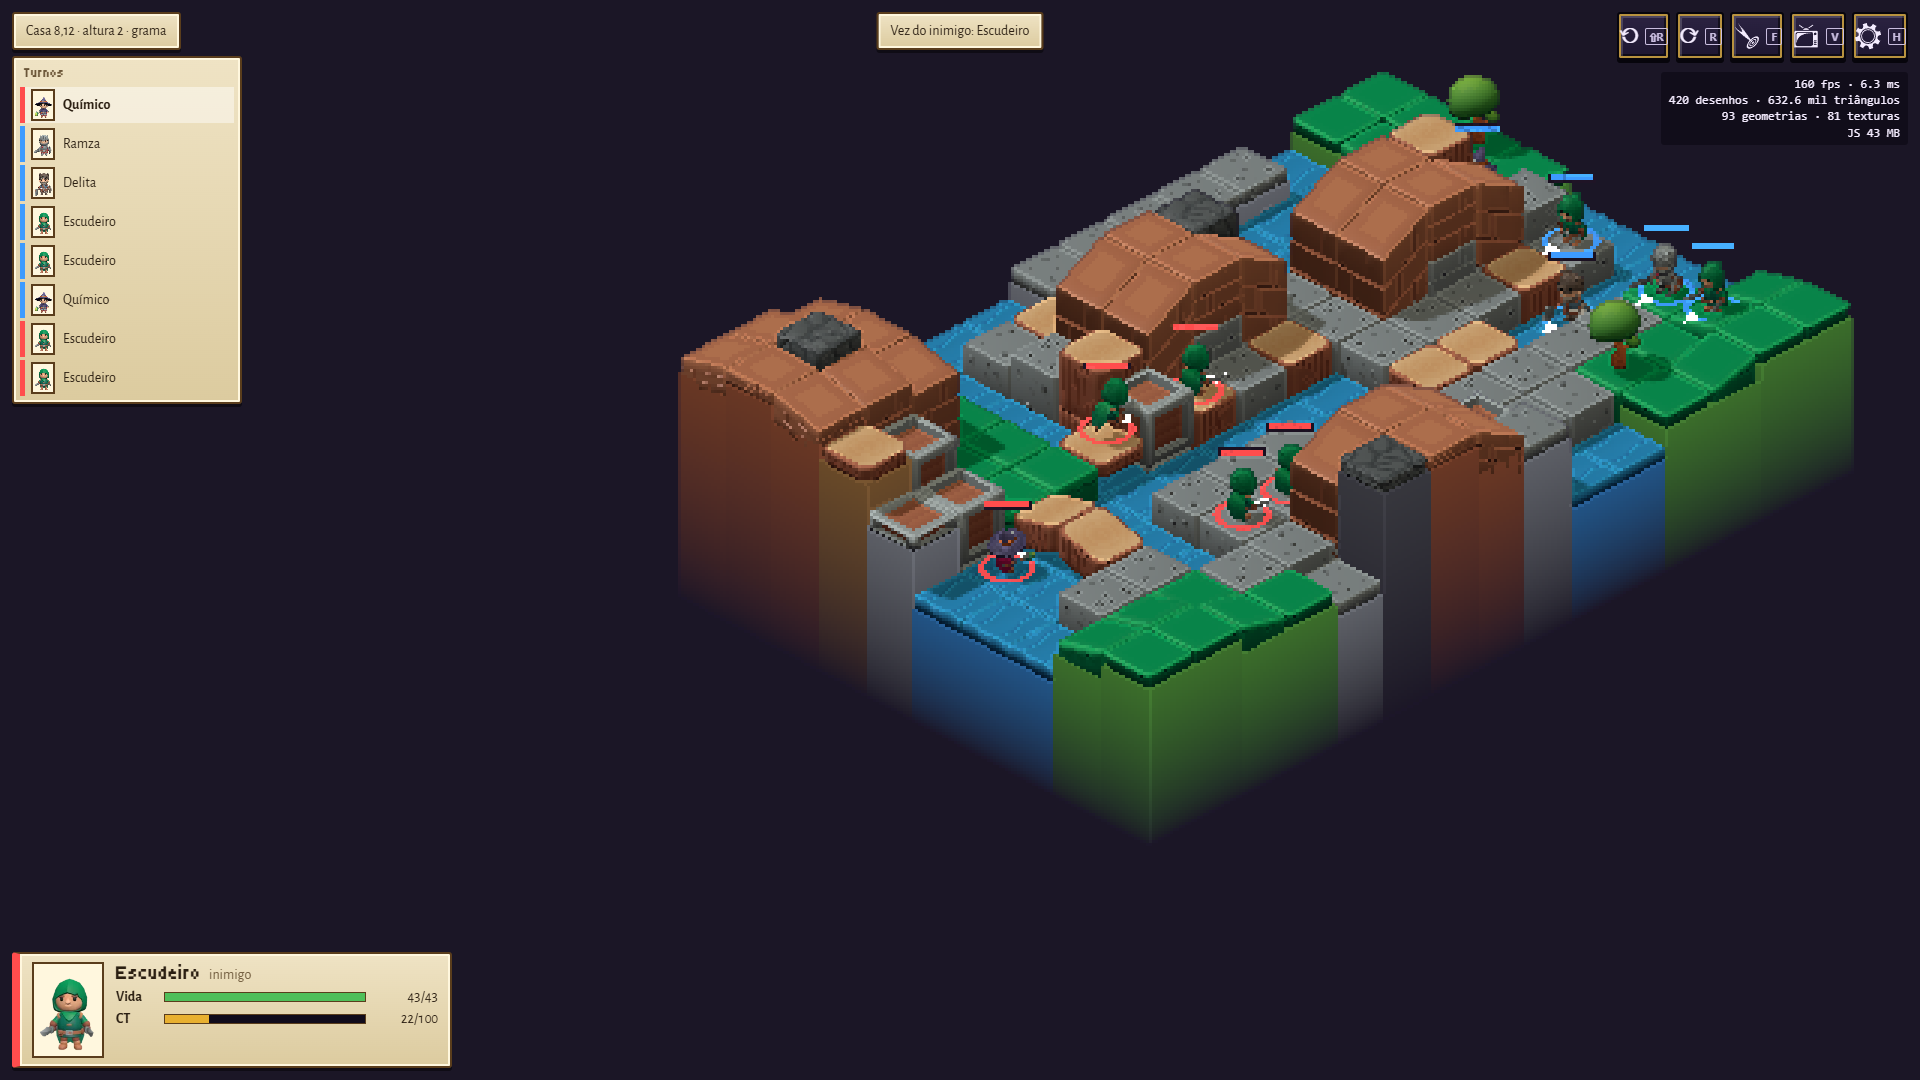 Casa 8,12 · altura 2 · grama
Vez do inimigo: Escudeiro
⇧R
R
F
V
H
160 fps · 6.3 ms
420 desenhos · 632.6 mil triângulos
93 geometrias · 81 texturas
JS 43 MB
Turnos
Químico
Ramza
Delita
Escudeiro
Escudeiro
Químico
Escudeiro
Escudeiro
Escudeiro inimigo
Vida 43/43
CT 22/100